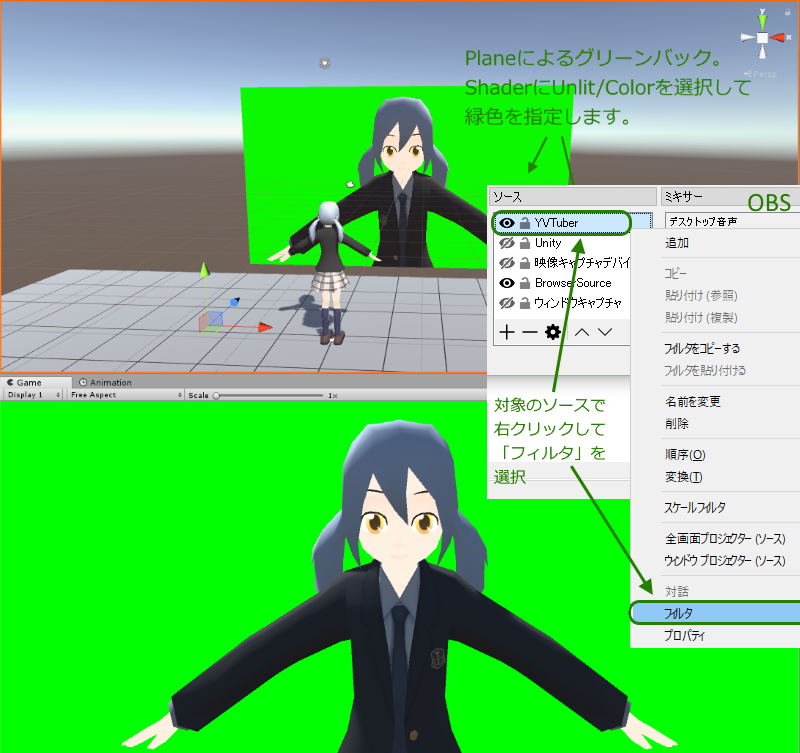 Y
X
Persp
Planeによるグリーンバック。
ShaderにUnlit/Colorを選択して
緑色を指定します。
ソース
ミキサー
OBS
YVTuber
デスクトップ音声
Unity
映像キャプチャデバイ
BrowserSource
ウィンドウキャプチャ
追加
コピー
貼り付け (参照)
貼り付け (複製)
フィルタをコピーする
フィルタを貼り付ける
名前を変更
削除
順序(O)
変換(T)
スケールフィルタ
全画面プロジェクター (ソース)
ウインドウ プロジェクター (ソース)
対話
フィルタ
プロパティ
対象のソースで
右クリックして
「フィルタ」を
選択
Game
Animation
Display 1
Free Aspect
Scale
1x